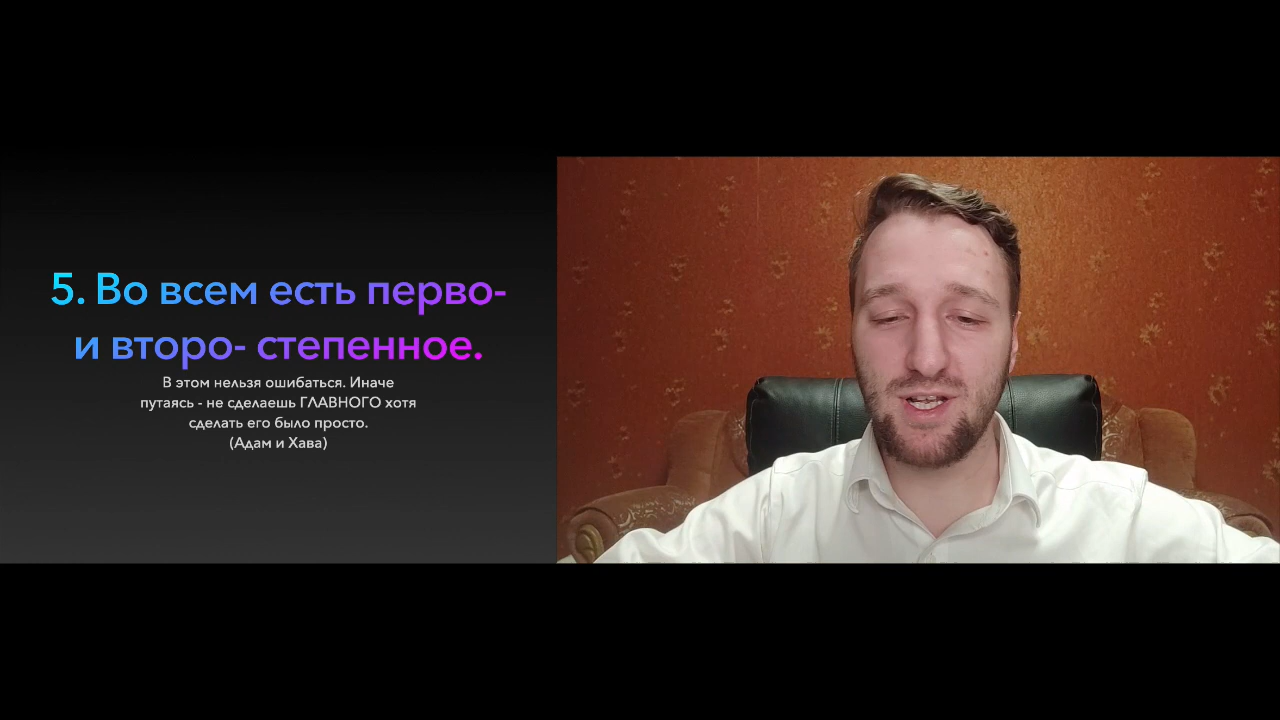 5. Во всем есть перво-
и второ- степенное.
В этом нельзя ошибаться. Иначе
путаясь - не сделаешь ГЛАВНОГО хотя
сделать его было просто.
(Адам и Хава)